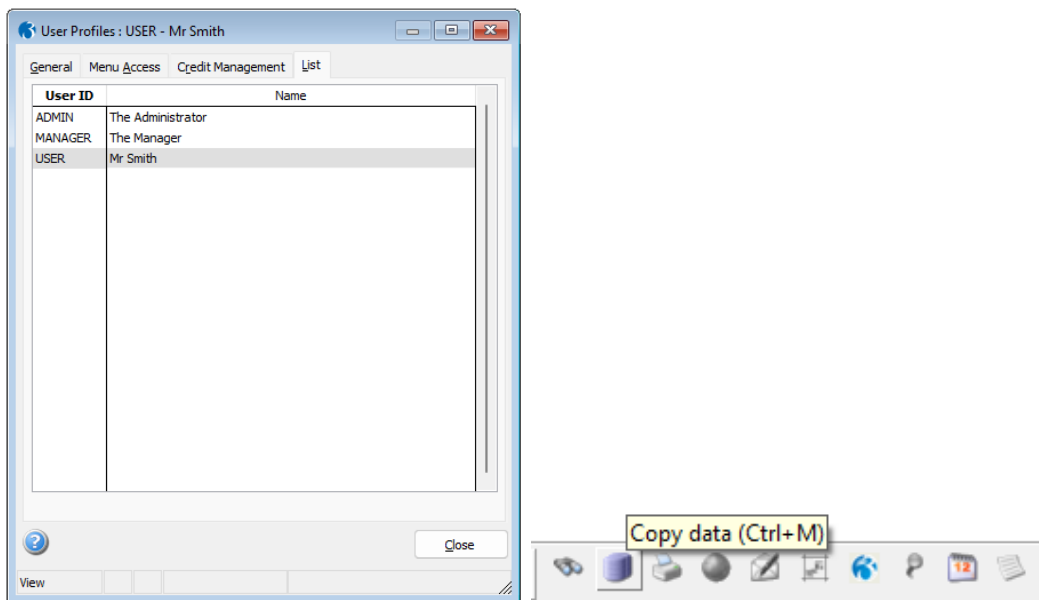 User Profiles : USER - Mr Smith
General Menu Access Credit Management List
User ID Name
ADMIN The Administrator
MANAGER The Manager
USER Mr Smith
Close
View
Copy data (Ctrl+M)
12